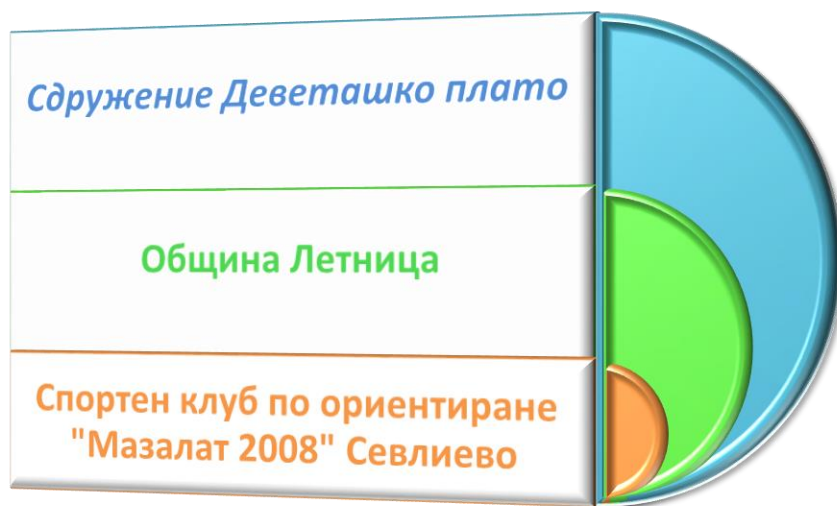 Сдружение Деветашко плато
Община Летница
Спортен клуб по ориентиране
"Мазалат 2008" Севлиево